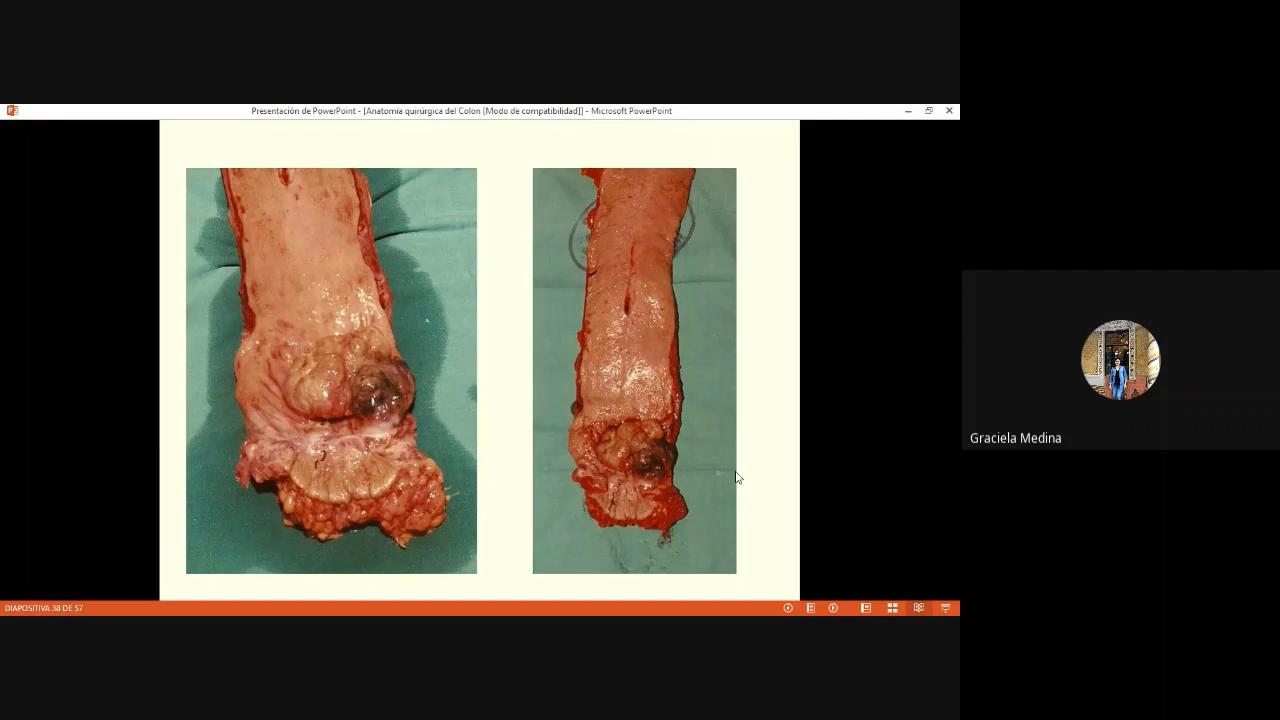 Presentación de PowerPoint - [Anatomía quirúrgica del Colon [Modo de compatibilidad]] - Microsoft PowerPoint
Graciela Medina
DIAPOSITIVA 38 DE 57